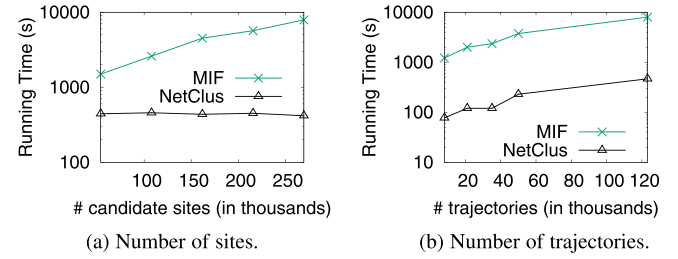 Running Time (s)
10000
1000
100
MIF
NetClus
100 150 200 250
# candidate sites (in thousands)
(a) Number of sites.
Running Time (s)
10000
1000
100
10
MIF
NetClus
20 40 60 80 100 120
# trajectories (in thousands)
(b) Number of trajectories.